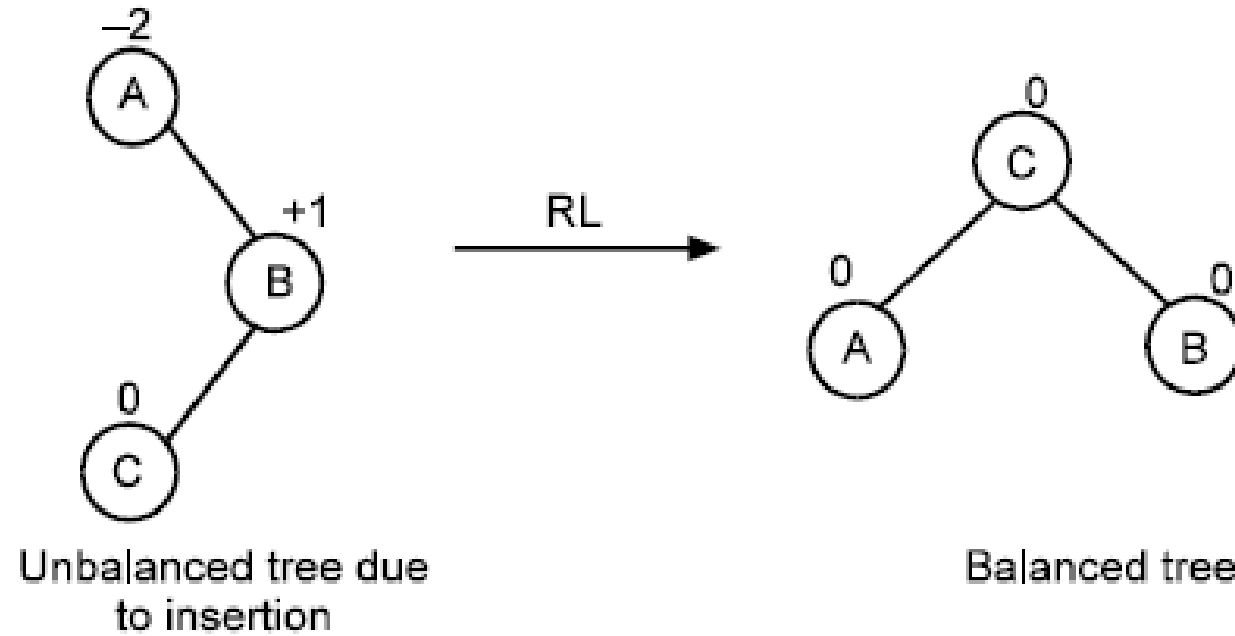 –2
A
+1
B
0
C
Unbalanced tree due
to insertion
RL
0
C
0
A
0
B
Balanced tree